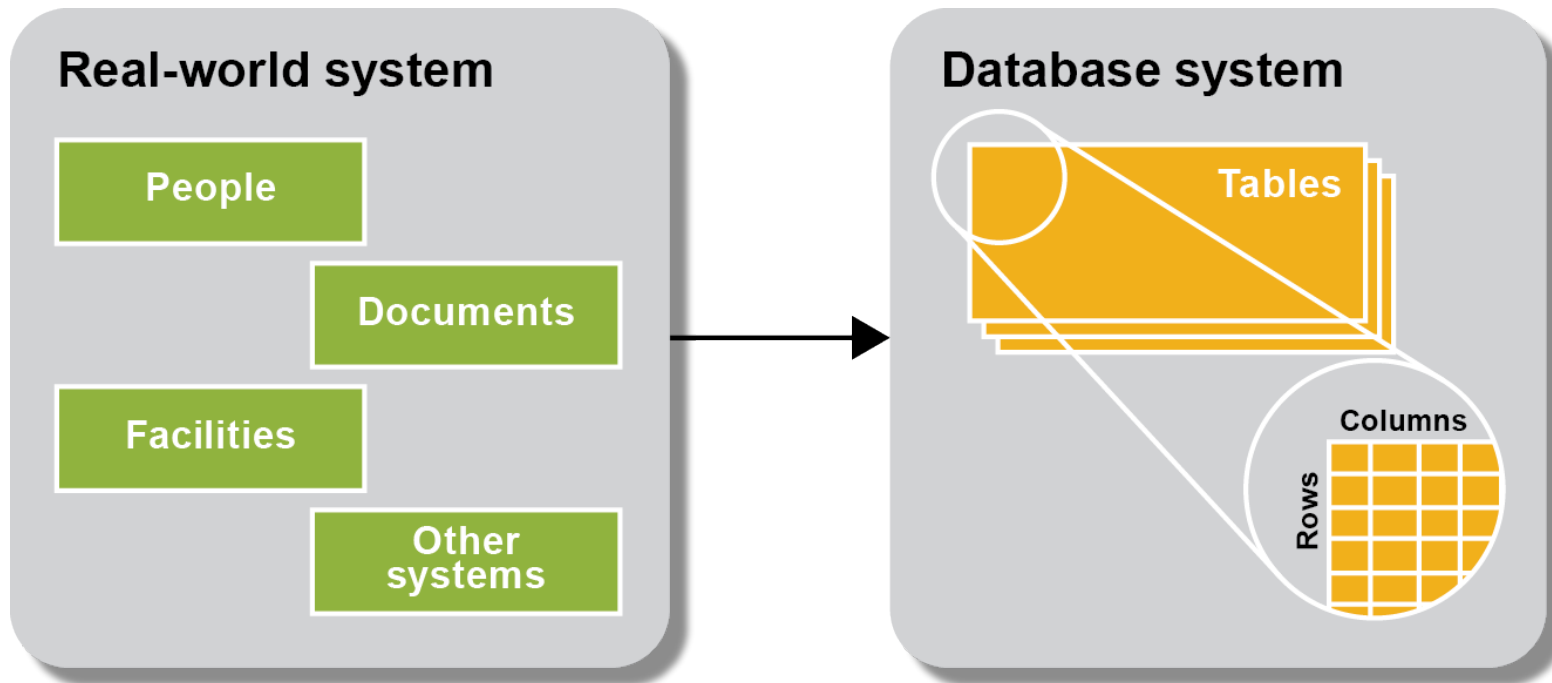 Real-world system
People
Documents
Facilities
Other
systems
Database system
Tables
Columns
Rows